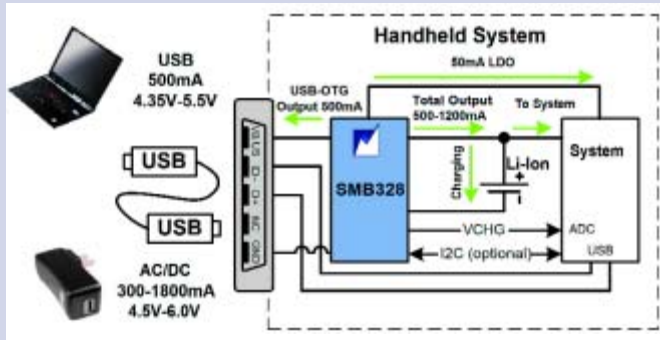 Handheld System
USB
500mA
4.35V-5.5V
USB-OTG
Output 500mA
50mA LDO
Total Output
500-1200mA
To System
VBUS
D-
D+
NC
GND
USB
USB
SMB328
Charging
Li-Ion
+
System
VCHG
ADC
I2C (optional)
USB
AC/DC
300-1800mA
4.5V-6.0V